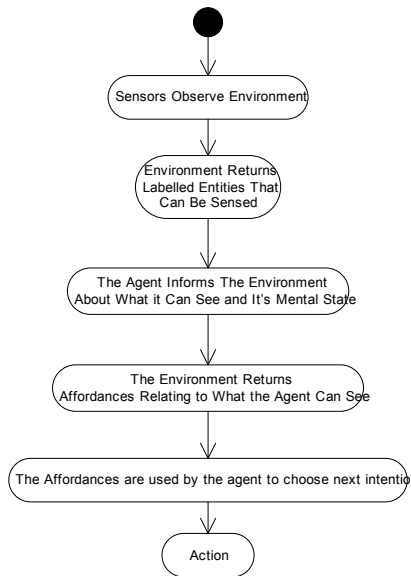 Sensors Observe Environment
Environment Returns
Labelled Entities That
Can Be Sensed
The Agent Informs The Environment
About What it Can See and It's Mental State
The Environment Returns
Affordances Relating to What the Agent Can See
The Affordances are used by the agent to choose next intentio
Action